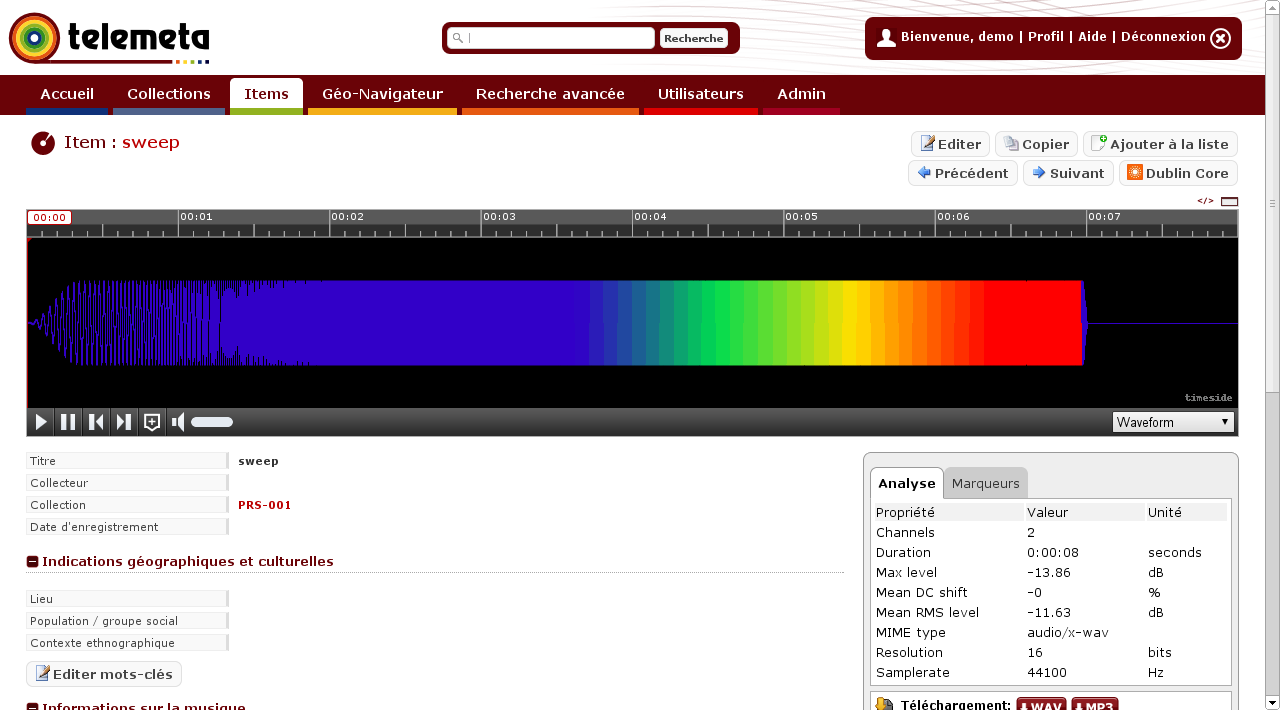 telemeta
Recherche
Bienvenue, demo | Profil | Aide | Déconnexion
Accueil Collections Items Géo-Navigateur Recherche avancée Utilisateurs Admin
Item : sweep
Editer Copier Ajouter à la liste
Précédent Suivant Dublin Core
</>
00:00 00:01 00:02 00:03 00:04 00:05 00:06 00:07
timeside
Waveform
Titre sweep
Collecteur
Collection PRS-001
Date d'enregistrement
Indications géographiques et culturelles
Lieu
Population / groupe social
Contexte ethnographique
Editer mots-clés
Informations sur la musique
Analyse Marqueurs
Propriété Valeur Unité
Channels 2
Duration 0:00:08 seconds
Max level -13.86 dB
Mean DC shift -0 %
Mean RMS level -11.63 dB
MIME type audio/x-wav
Resolution 16 bits
Samplerate 44100 Hz
Téléchargement: WAV MP3